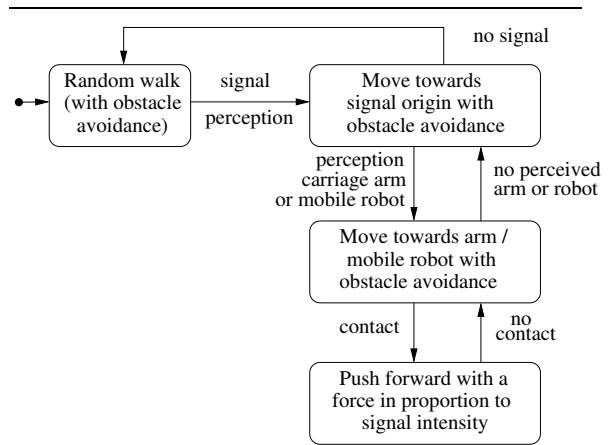 no signal
Random walk
(with obstacle
avoidance)
signal
perception
Move towards
signal origin with
obstacle avoidance
perception
carriage arm
or mobile robot
no perceived
arm or robot
Move towards arm /
mobile robot with
obstacle avoidance
contact
no
contact
Push forward with a
force in proportion to
signal intensity